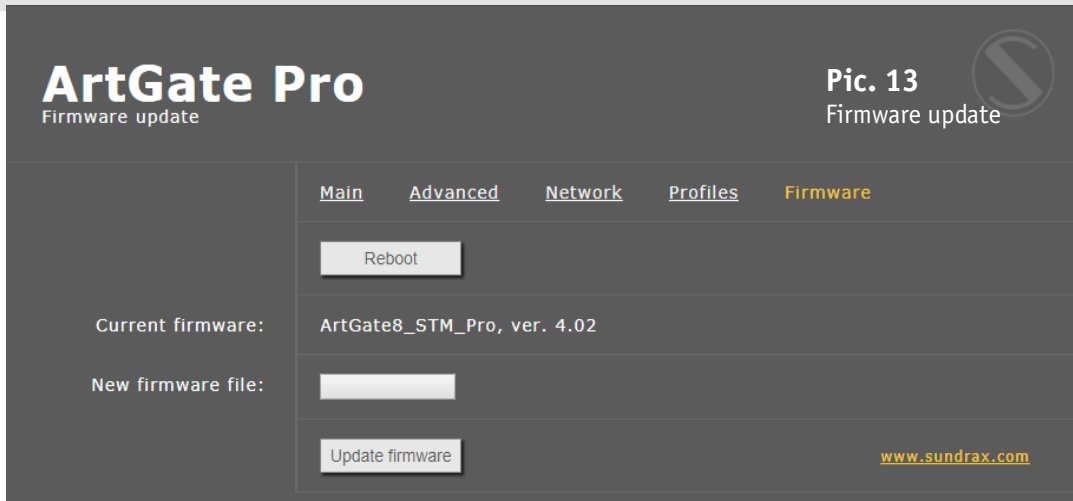 ArtGate Pro
Firmware update
Pic. 13
Firmware update
Main Advanced Network Profiles Firmware
Reboot
Current firmware: ArtGate8_STM_Pro, ver. 4.02
New firmware file:
Update firmware www.sundrax.com